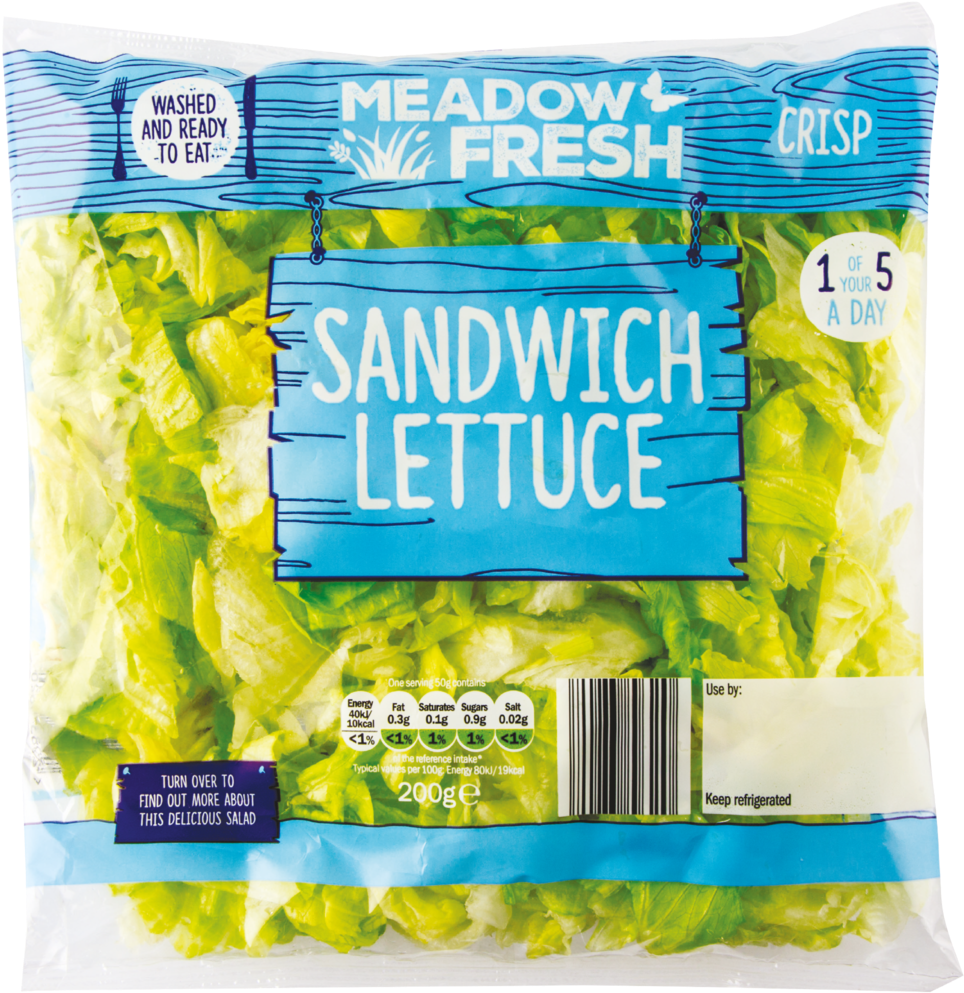 WASHED
AND READY
TO EAT
MEADOW
FRESH
CRISP
1 OF YOUR 5
A DAY
SANDWICH
LETTUCE
One serving 50g contains
Energy
40kJ/
10kcal
<1%
Fat
0.3g
<1%
Saturates
0.1g
1%
Sugars
0.9g
1%
Salt
0.02g
<1%
of the reference intake*
Typical values per 100g: Energy 80kJ/19kcal
200g℮
Use by:
Keep refrigerated
TURN OVER TO
FIND OUT MORE ABOUT
THIS DELICIOUS SALAD